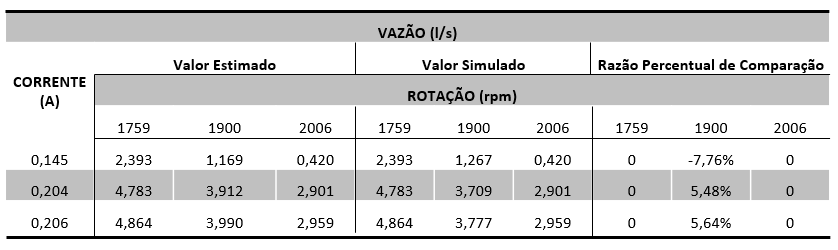 VAZÃO (l/s)
CORRENTE (A) Valor Estimado Valor Simulado Razão Percentual de Comparação
ROTAÇÃO (rpm)
1759 1900 2006 1759 1900 2006 1759 1900 2006
0,145 2,393 1,169 0,420 2,393 1,267 0,420 0 -7,76% 0
0,204 4,783 3,912 2,901 4,783 3,709 2,901 0 5,48% 0
0,206 4,864 3,990 2,959 4,864 3,777 2,959 0 5,64% 0